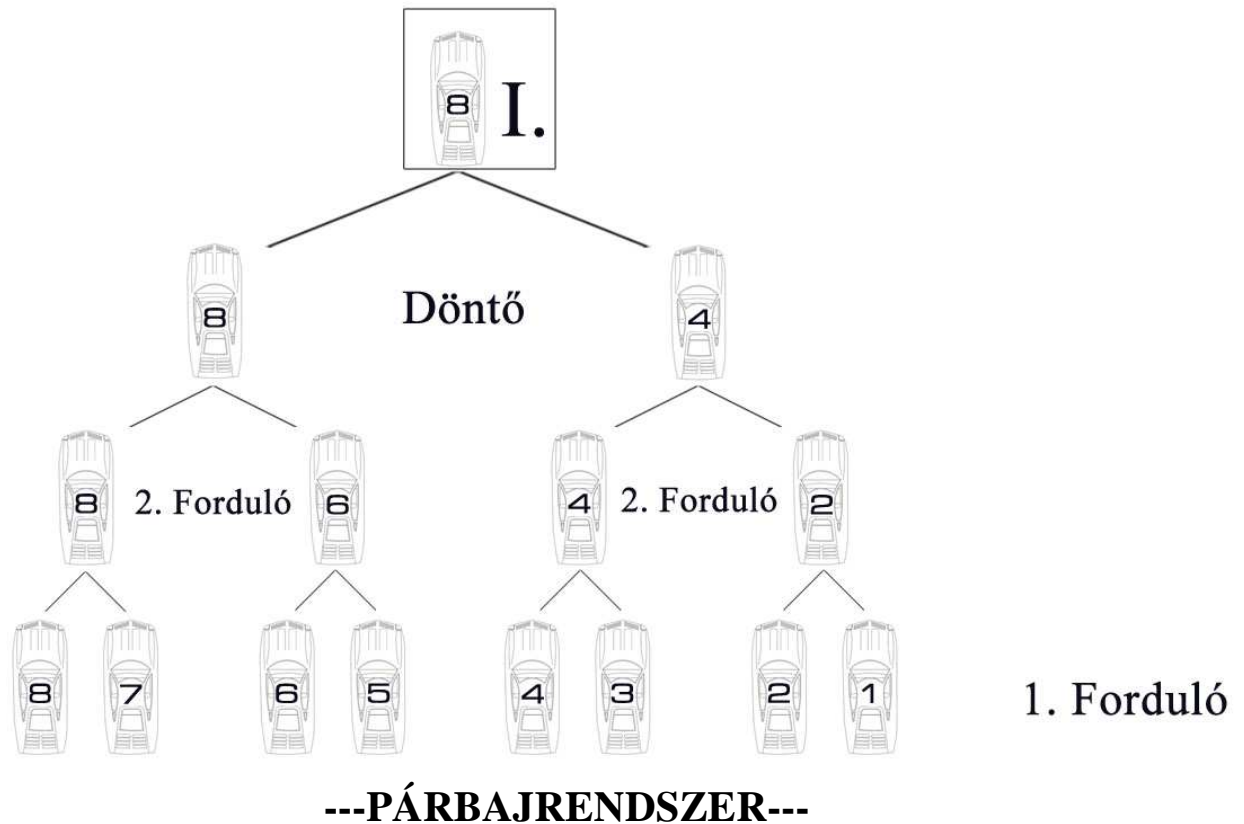 8 I.
8 Döntő 4
8 2. Forduló 6 4 2. Forduló 2
8 7 6 5 4 3 2 1 1. Forduló
---PÁRBAJRENDSZER---